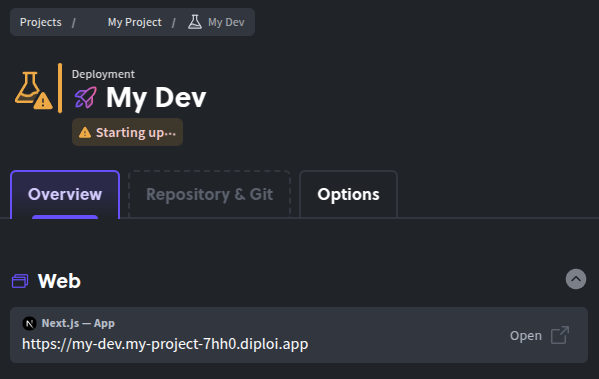 Projects / My Project / My Dev
Deployment
My Dev
Starting up...
Overview Repository & Git Options
Web
N Next.js — App
https://my-dev.my-project-7hh0.diploi.app
Open